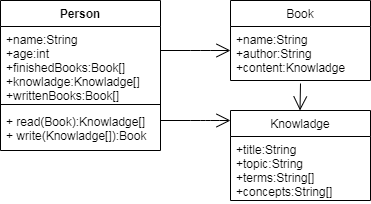 Person
+name:String
+age:int
+finishedBooks:Book[]
+knowladge:Knowladge[]
+writtenBooks:Book[]
+ read(Book):Knowladge[]
+ write(Knowladge[]):Book
Book
+name:String
+author:String
+content:Knowladge
Knowladge
+title:String
+topic:String
+terms:String[]
+concepts:String[]